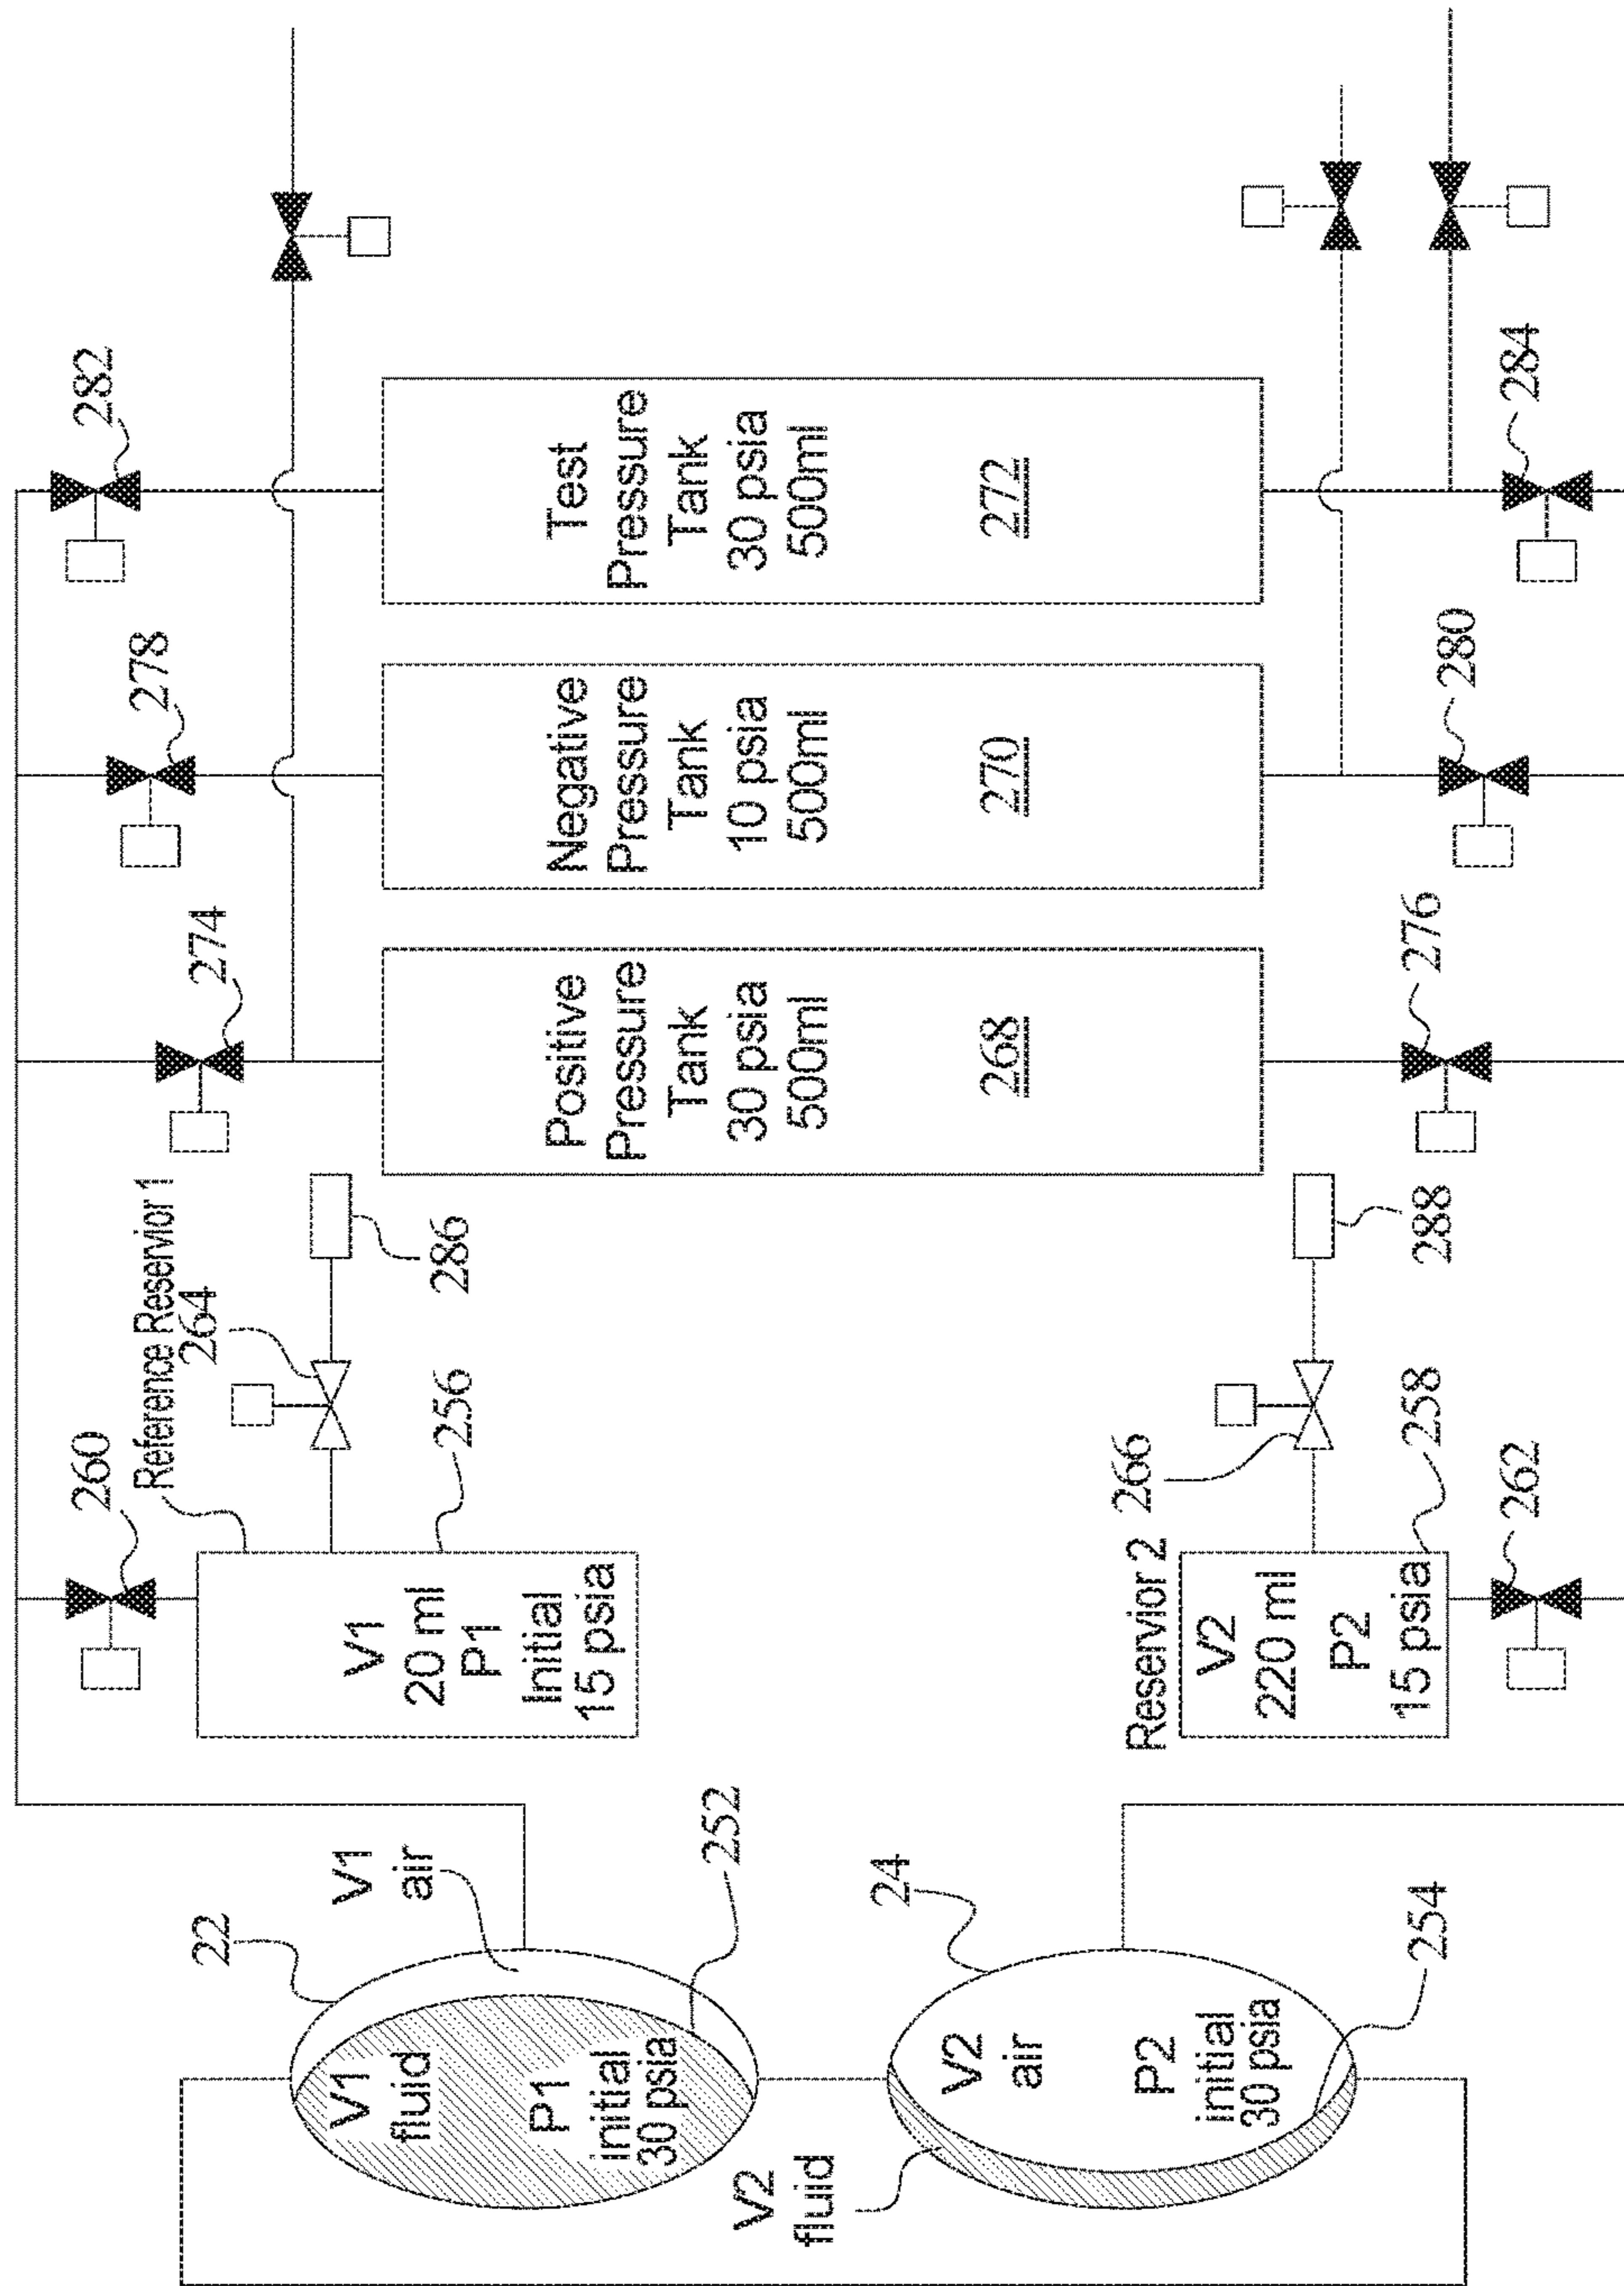 282
278
274
Reference Reservior 1
264
260
286
256
Test
Pressure
Tank
30 psia
500ml
272
Negative
Pressure
Tank
10 psia
500ml
270
Positive
Pressure
Tank
30 psia
500ml
268
284
280
276
288
266
258
262
V1
20 ml
P1
Initial
15 psia
Reservior 2
V2
220 ml
P2
15 psia
22
V1
air
252
V1
fluid
P1
initial
30 psia
24
254
V2
air
P2
initial
30 psia
V2
fluid